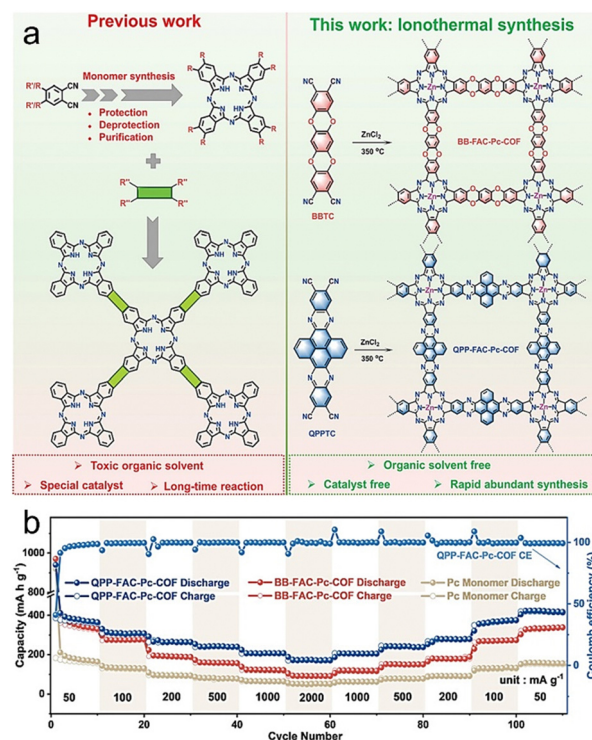 a
Previous work
This work: Ionothermal synthesis
R'/R''
R'/R''
CN
CN
Monomer synthesis
• Protection
• Deprotection
• Purification
+
R''
R''
R''
R''
BBTC
ZnCl₂
350 °C
BB-FAC-Pc-COF
QPPTC
ZnCl₂
350 °C
QPP-FAC-Pc-COF
➢ Toxic organic solvent
➢ Special catalyst ➢ Long-time reaction
➢ Organic solvent free
➢ Catalyst free ➢ Rapid abundant synthesis
b
QPP-FAC-Pc-COF CE
QPP-FAC-Pc-COF Discharge
BB-FAC-Pc-COF Discharge
Pc Monomer Discharge
QPP-FAC-Pc-COF Charge
BB-FAC-Pc-COF Charge
Pc Monomer Charge
Capacity (mA h g⁻¹)
1000
800
400
200
0
Coulomb efficiency (%)
100
50
0
unit : mA g⁻¹
50 100 200 500 1000 2000 1000 500 200 100 50
0 20 40 60 80 100
Cycle Number